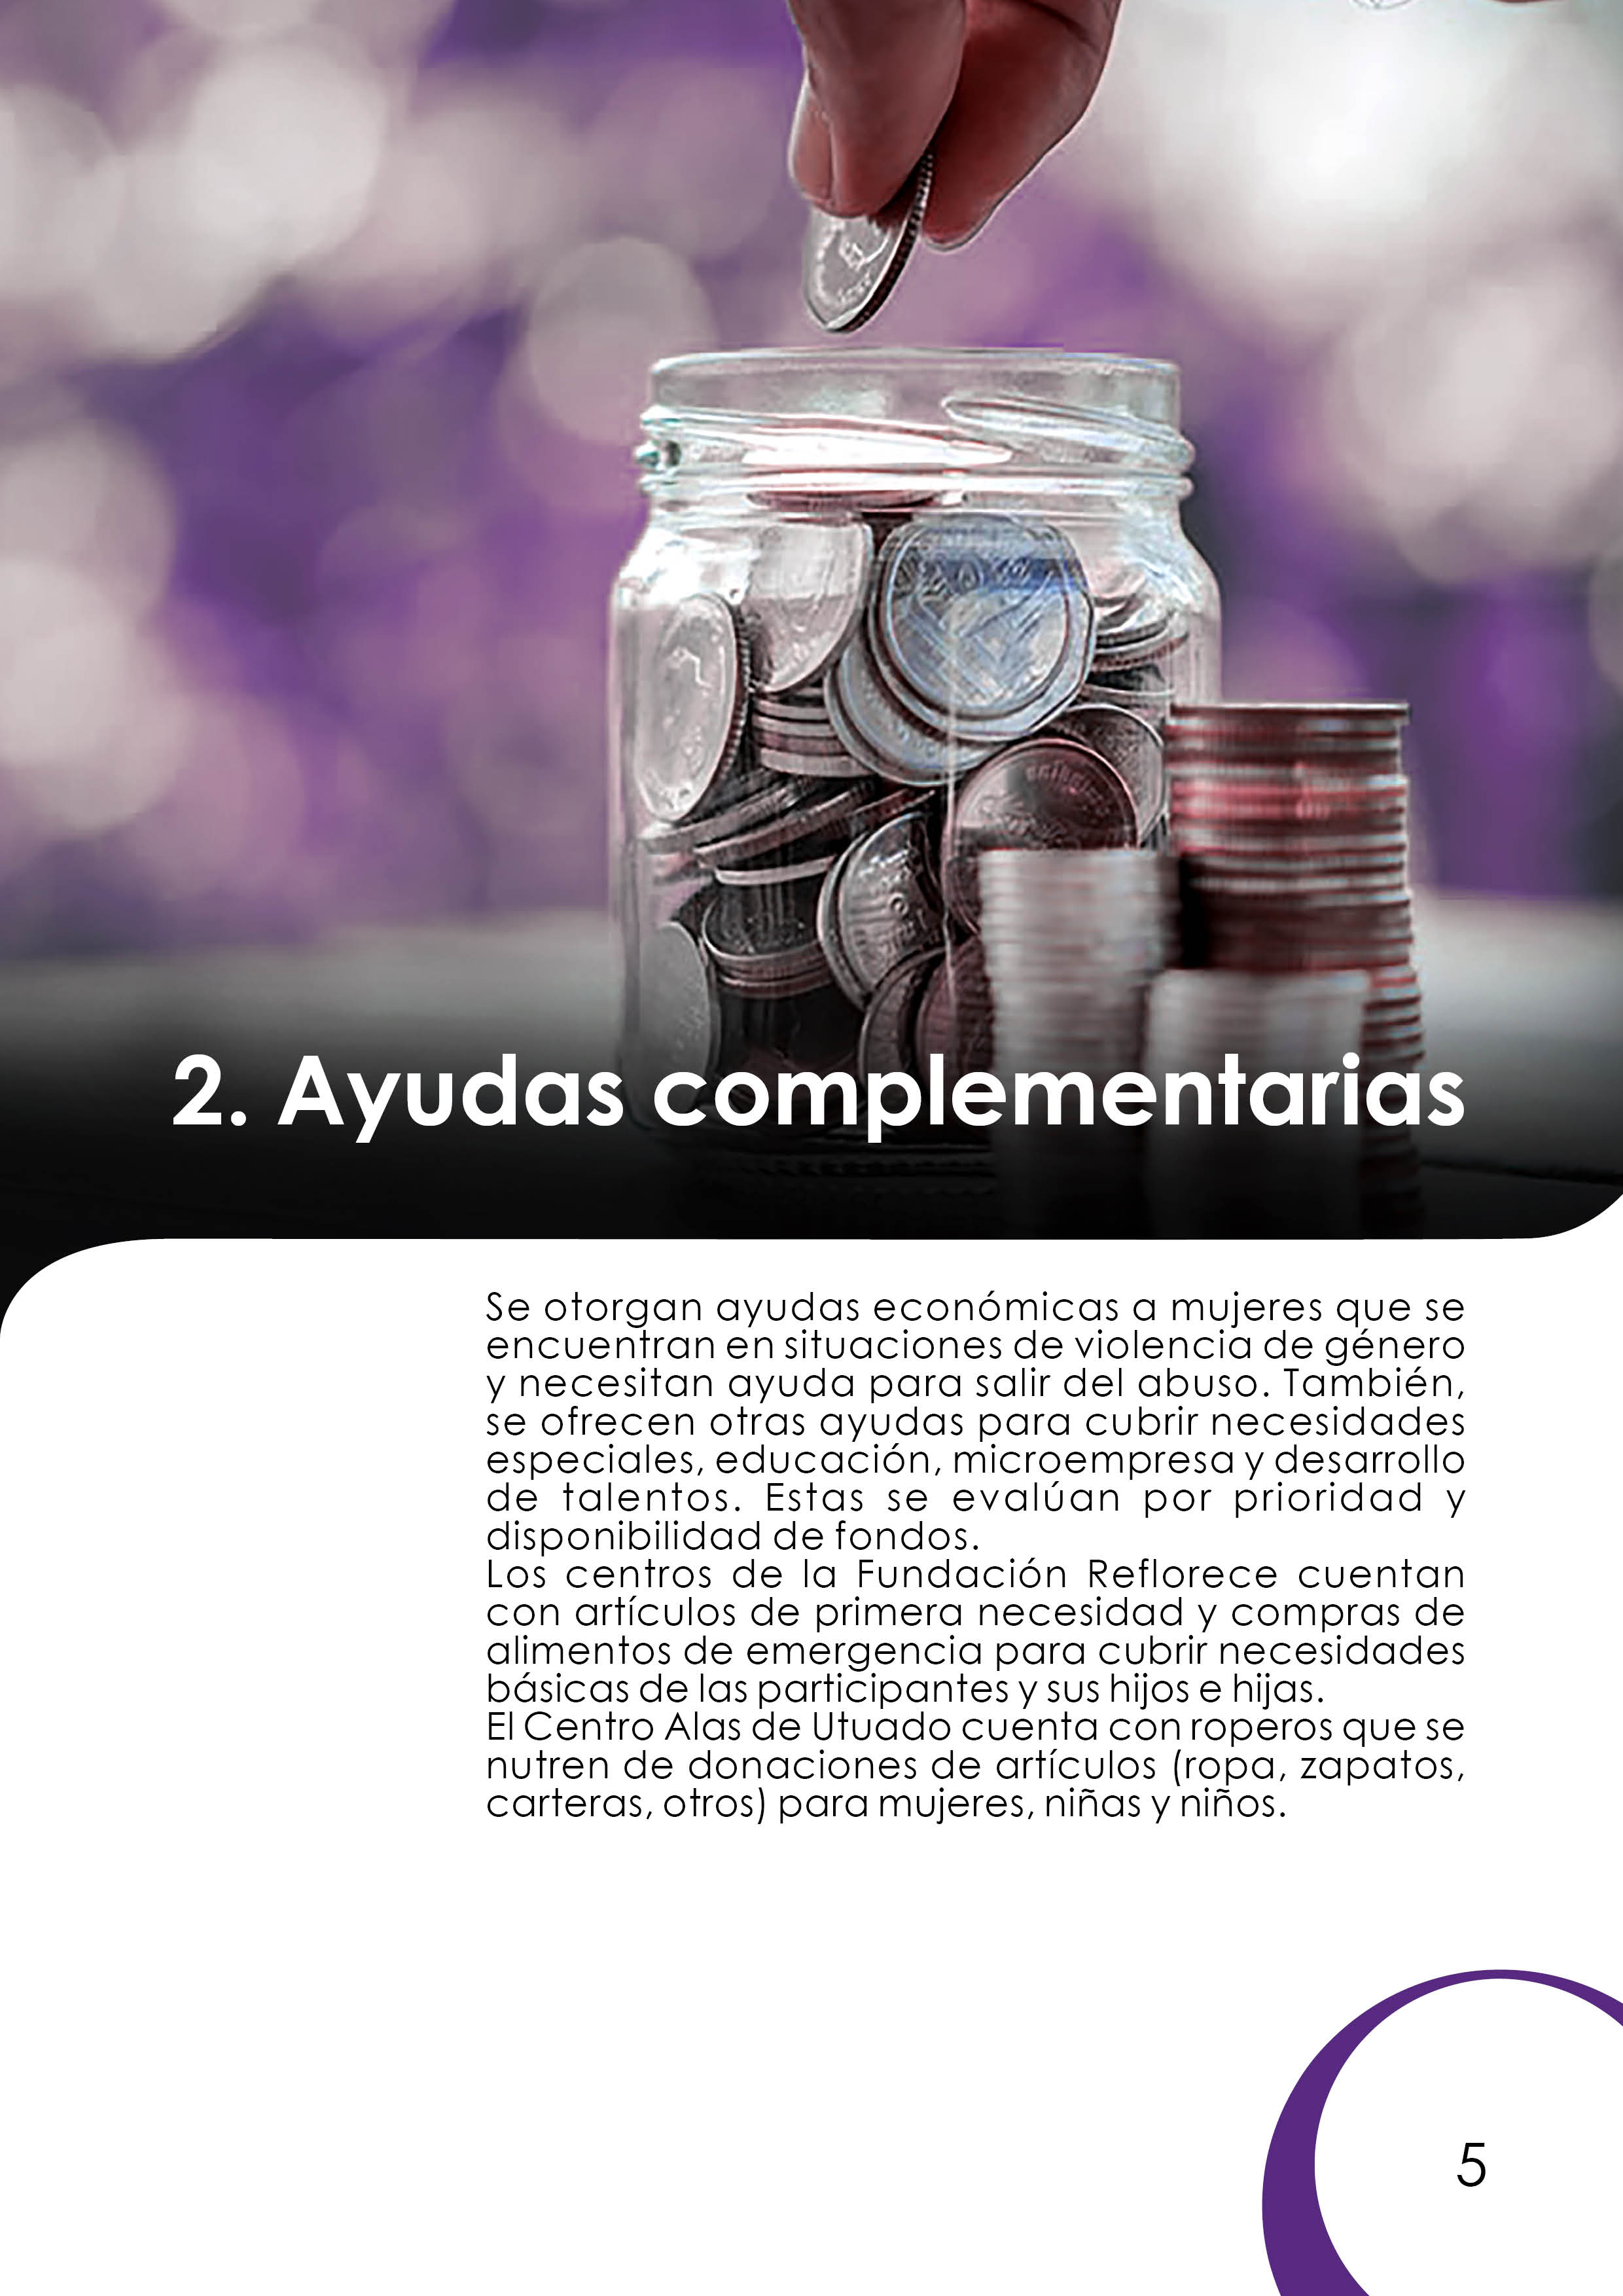 2. Ayudas complementarias
Se otorgan ayudas económicas a mujeres que se
encuentran en situaciones de violencia de género
y necesitan ayuda para salir del abuso. También,
se ofrecen otras ayudas para cubrir necesidades
especiales, educación, microempresa y desarrollo
de talentos. Estas se evalúan por prioridad y
disponibilidad de fondos.
Los centros de la Fundación Reflorece cuentan
con artículos de primera necesidad y compras de
alimentos de emergencia para cubrir necesidades
básicas de las participantes y sus hijos e hijas.
El Centro Alas de Utuado cuenta con roperos que se
nutren de donaciones de artículos (ropa, zapatos,
carteras, otros) para mujeres, niñas y niños.
5